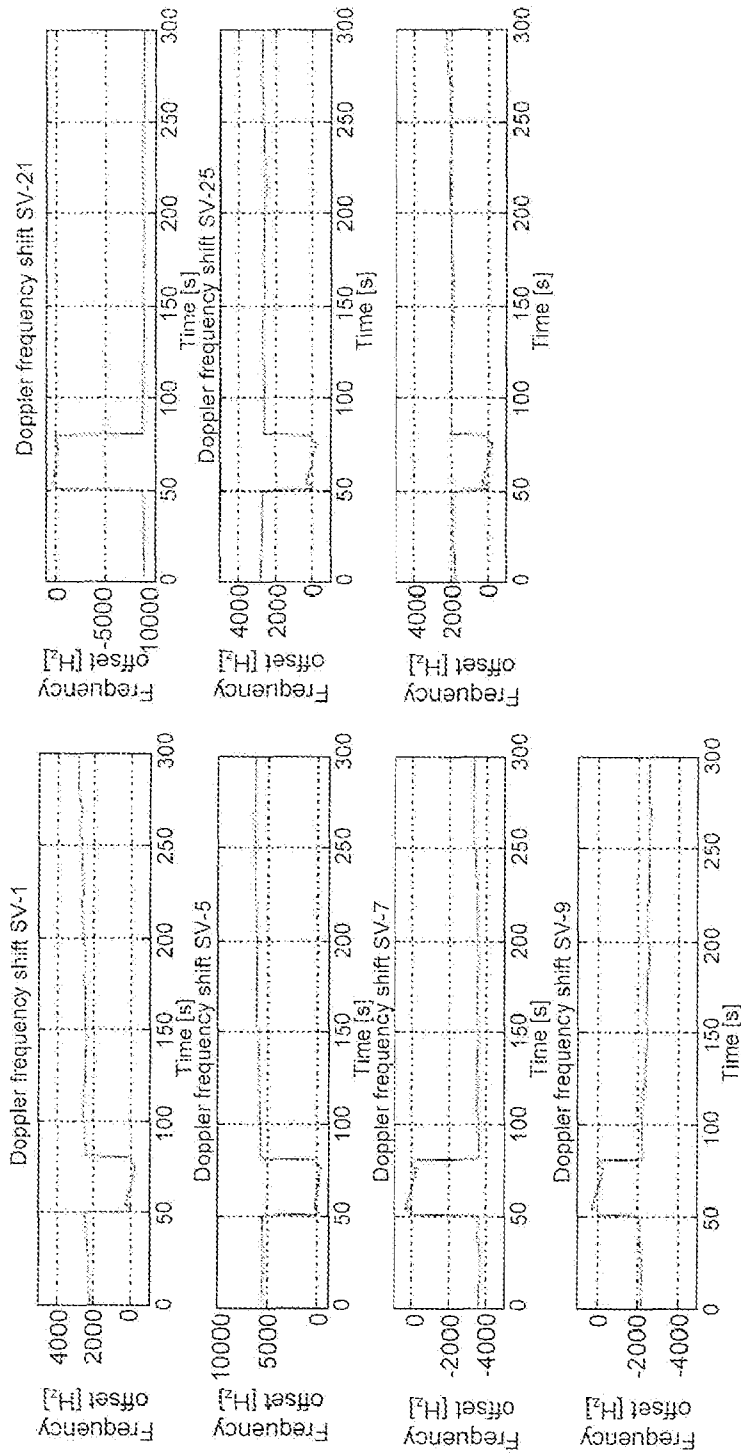 Doppler frequency shift SV-1
Frequency
offset [Hz]
4000
2000
0
0 50 100 150 200 250 300
Time [s]
Doppler frequency shift SV-5
Frequency
offset [Hz]
10000
5000
0
0 50 100 150 200 250 300
Time [s]
Doppler frequency shift SV-7
Frequency
offset [Hz]
0
-2000
-4000
0 50 100 150 200 250 300
Time [s]
Doppler frequency shift SV-9
Frequency
offset [Hz]
0
-2000
-4000
0 50 100 150 200 250 300
Time [s]
Doppler frequency shift SV-21
Frequency
offset [Hz]
0
-5000
10000
0 50 100 150 200 250 300
Time [s]
Doppler frequency shift SV-25
Frequency
offset [Hz]
4000
2000
0
0 50 100 150 200 250 300
Time [s]
Frequency
offset [Hz]
4000
2000
0
0 50 100 150 200 250 300
Time [s]